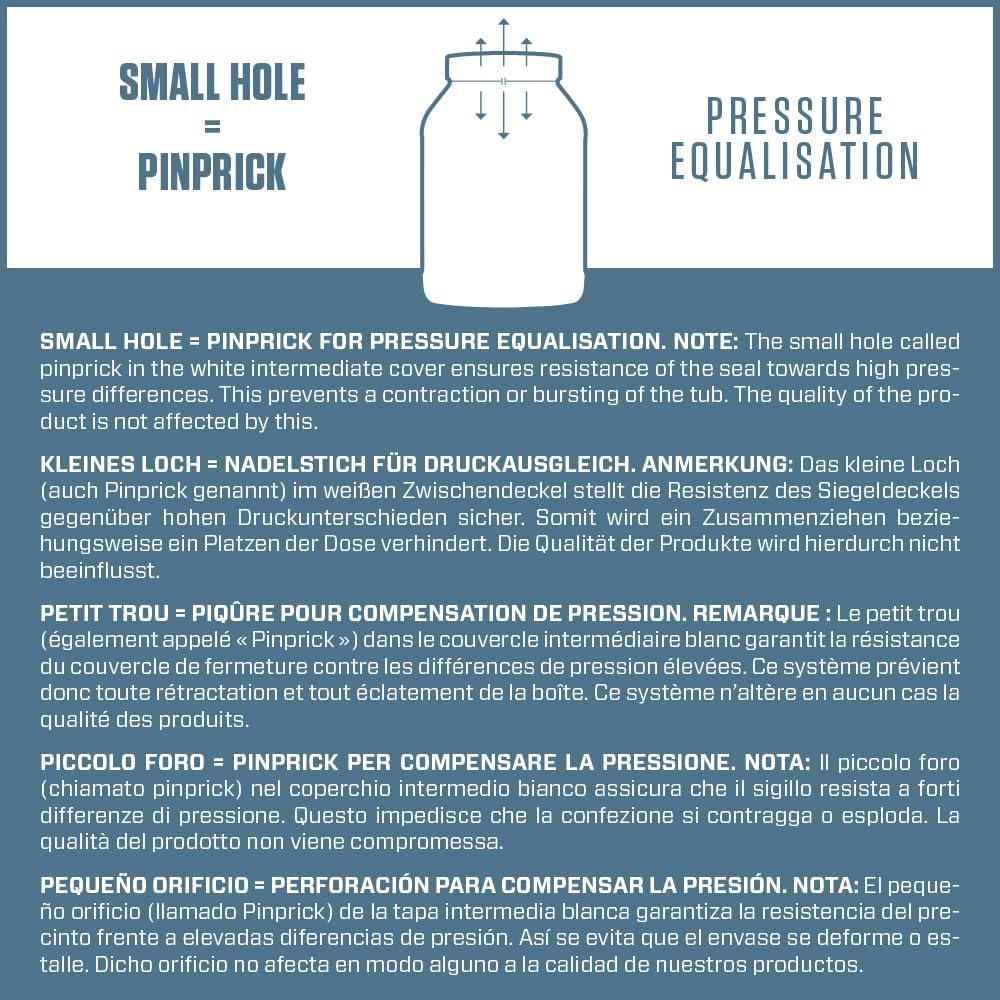 SMALL HOLE
=
PINPRICK
PRESSURE
EQUALISATION
SMALL HOLE = PINPRICK FOR PRESSURE EQUALISATION. NOTE: The small hole called
pinprick in the white intermediate cover ensures resistance of the seal towards high pres-
sure differences. This prevents a contraction or bursting of the tub. The quality of the pro-
duct is not affected by this.
KLEINES LOCH = NADELSTICH FÜR DRUCKAUSGLEICH. ANMERKUNG: Das kleine Loch
(auch Pinprick genannt) im weißen Zwischendeckel stellt die Resistenz des Siegeldeckels
gegenüber hohen Druckunterschieden sicher. Somit wird ein Zusammenziehen bezie-
hungsweise ein Platzen der Dose verhindert. Die Qualität der Produkte wird hierdurch nicht
beeinflusst.
PETIT TROU = PIQÛRE POUR COMPENSATION DE PRESSION. REMARQUE : Le petit trou
(également appelé « Pinprick ») dans le couvercle intermédiaire blanc garantit la résistance
du couvercle de fermeture contre les différences de pression élevées. Ce système prévient
donc toute rétractation et tout éclatement de la boîte. Ce système n’altère en aucun cas la
qualité des produits.
PICCOLO FORO = PINPRICK PER COMPENSARE LA PRESSIONE. NOTA: Il piccolo foro
(chiamato pinprick) nel coperchio intermedio bianco assicura che il sigillo resista a forti
differenze di pressione. Questo impedisce che la confezione si contragga o esploda. La
qualità del prodotto non viene compromessa.
PEQUEÑO ORIFICIO = PERFORACIÓN PARA COMPENSAR LA PRESIÓN. NOTA: El peque-
ño orificio (llamado Pinprick) de la tapa intermedia blanca garantiza la resistencia del pre-
cinto frente a elevadas diferencias de presión. Así se evita que el envase se deforme o es-
talle. Dicho orificio no afecta en modo alguno a la calidad de nuestros productos.